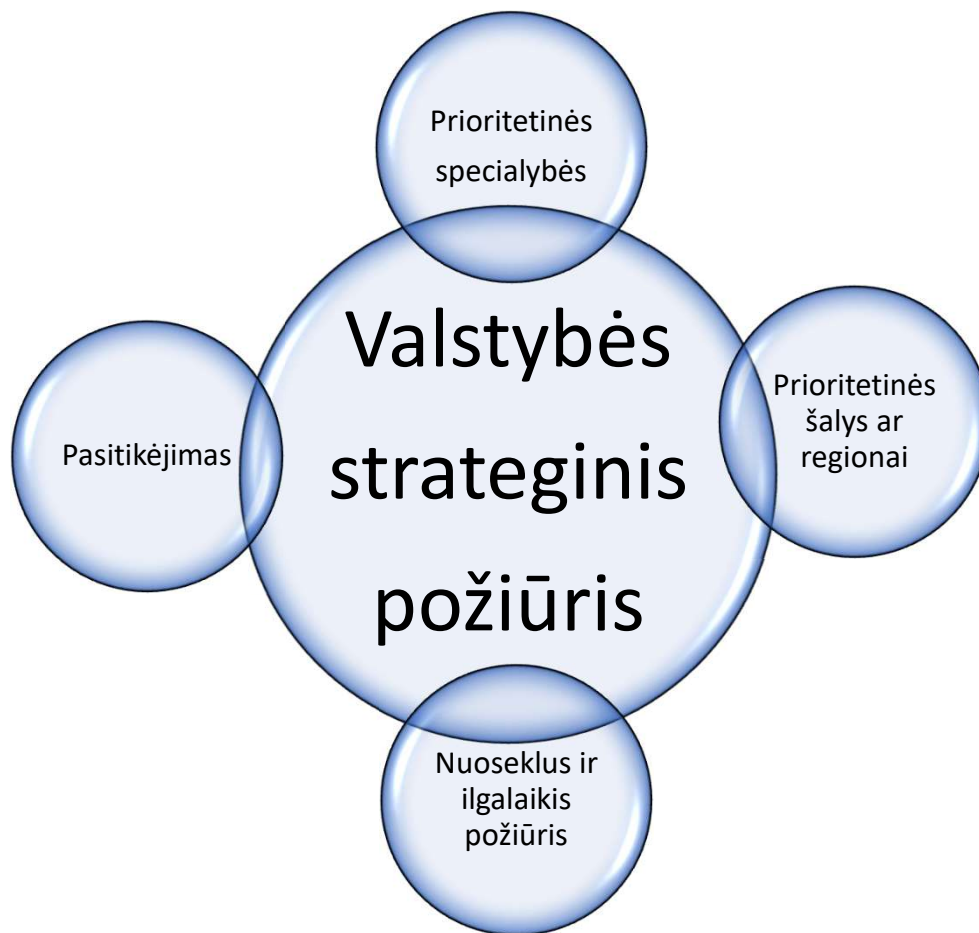 Prioritetinės
specialybės
Valstybės
strateginis
požiūris
Prioritetinės
šalys ar
regionai
Pasitikėjimas
Nuoseklus ir
ilgalaikis
požiūris